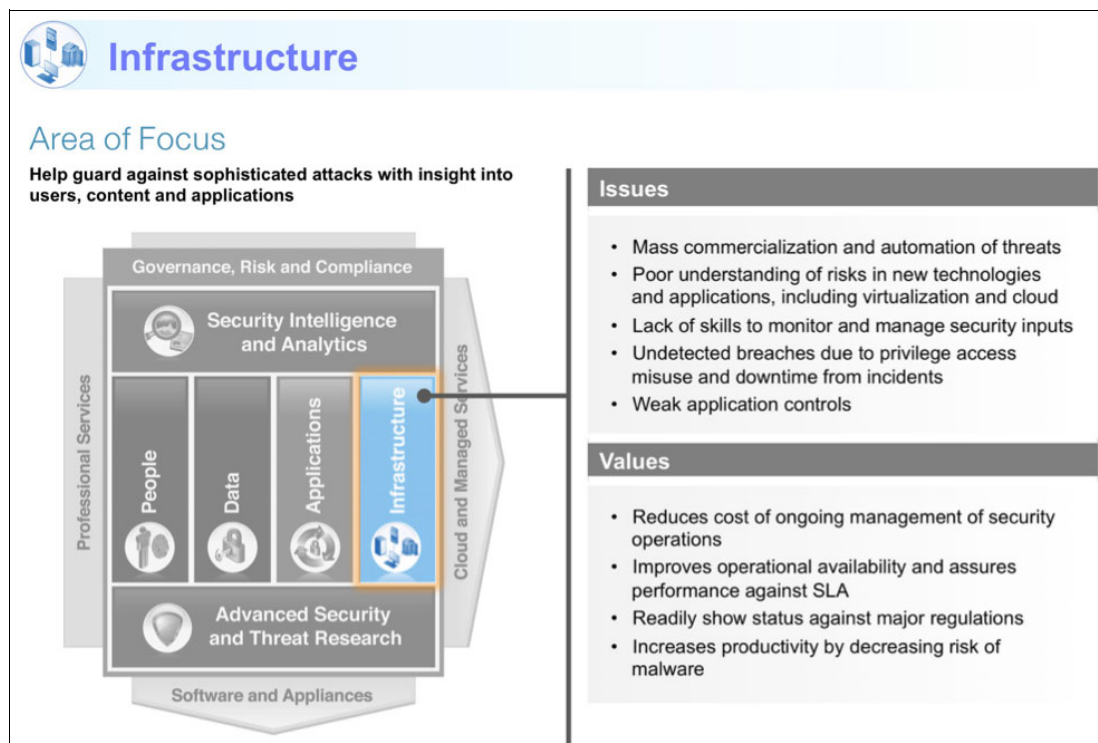 Infrastructure
Area of Focus
Help guard against sophisticated attacks with insight into
users, content and applications
Governance, Risk and Compliance
Security Intelligence
and Analytics
Professional Services
People
Data
Applications
Infrastructure
Cloud and Managed Services
Advanced Security
and Threat Research
Software and Appliances
Issues
• Mass commercialization and automation of threats
• Poor understanding of risks in new technologies
and applications, including virtualization and cloud
• Lack of skills to monitor and manage security inputs
• Undetected breaches due to privilege access
misuse and downtime from incidents
• Weak application controls
Values
• Reduces cost of ongoing management of security
operations
• Improves operational availability and assures
performance against SLA
• Readily show status against major regulations
• Increases productivity by decreasing risk of
malware